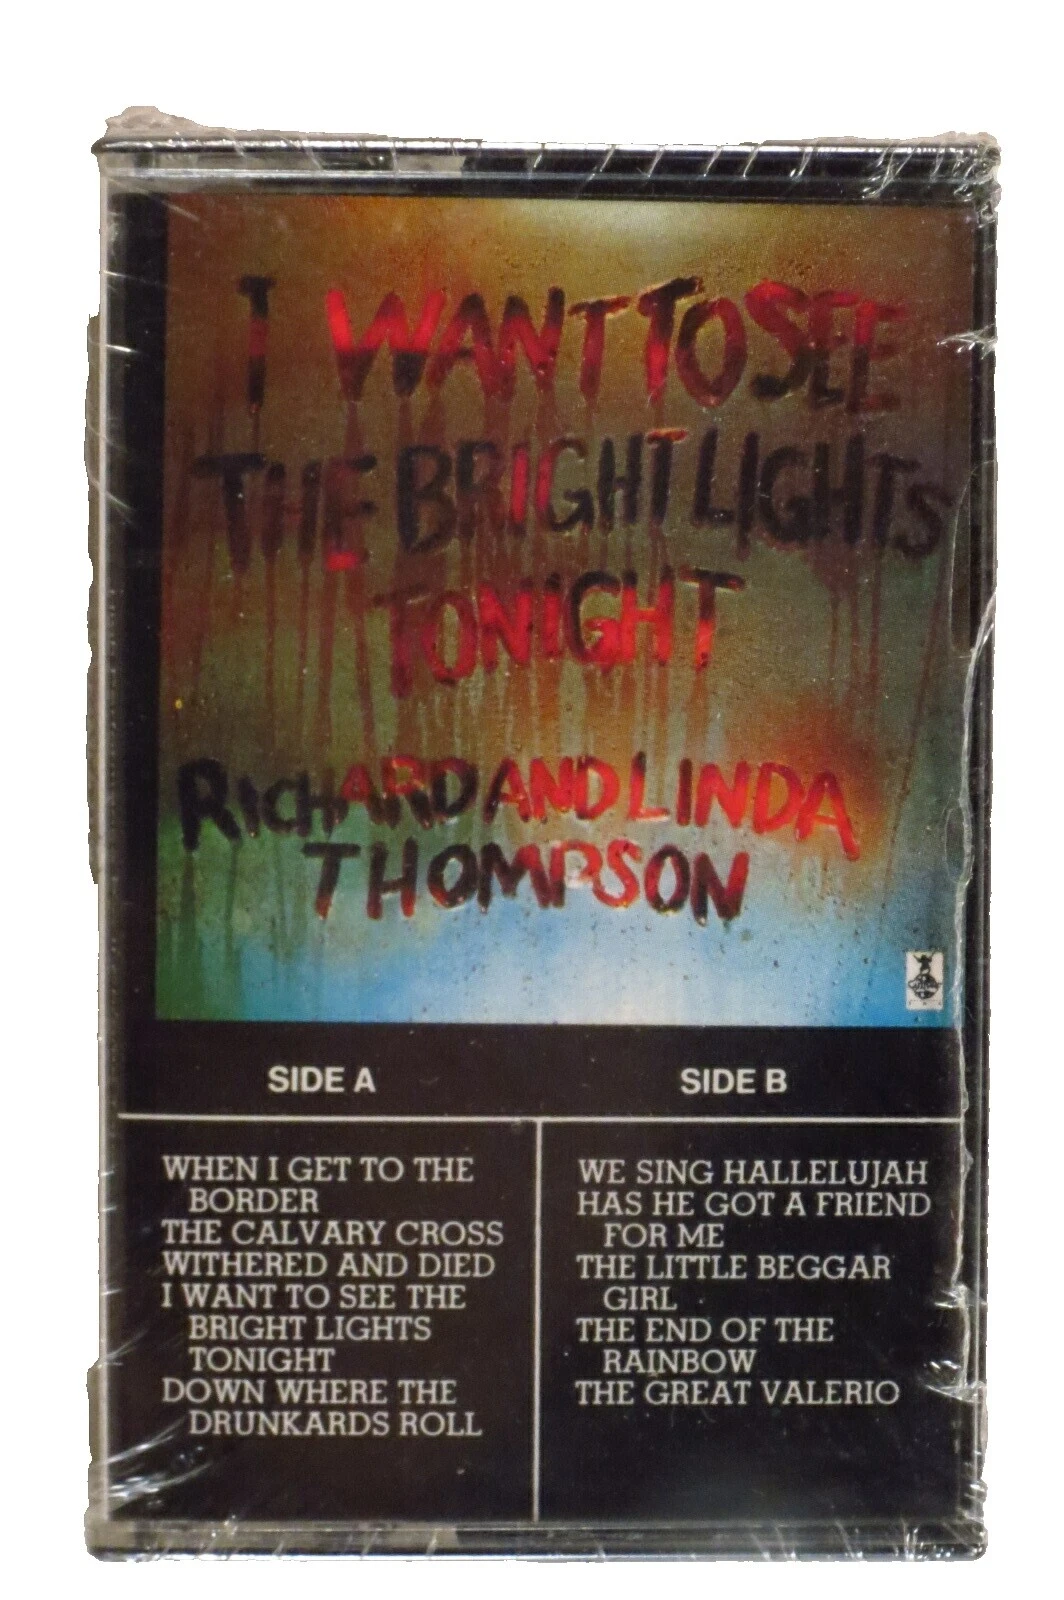 I WANT TO SEE
THE BRIGHT LIGHTS
TONIGHT
RICHARD AND LINDA
THOMPSON
SIDE A
WHEN I GET TO THE
BORDER
THE CALVARY CROSS
WITHERED AND DIED
I WANT TO SEE THE
BRIGHT LIGHTS
TONIGHT
DOWN WHERE THE
DRUNKARDS ROLL
SIDE B
WE SING HALLELUJAH
HAS HE GOT A FRIEND
FOR ME
THE LITTLE BEGGAR
GIRL
THE END OF THE
RAINBOW
THE GREAT VALERIO